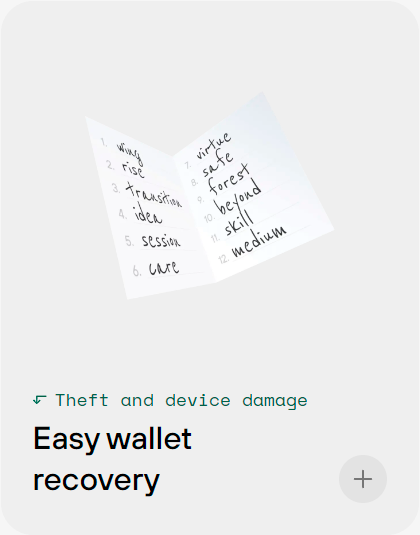 1. wing
2. rise
3. transition
4. idea
5. session
6. care
7. virtue
8. safe
9. forest
10. beyond
11. skill
12. medium
Theft and device damage
Easy wallet
recovery